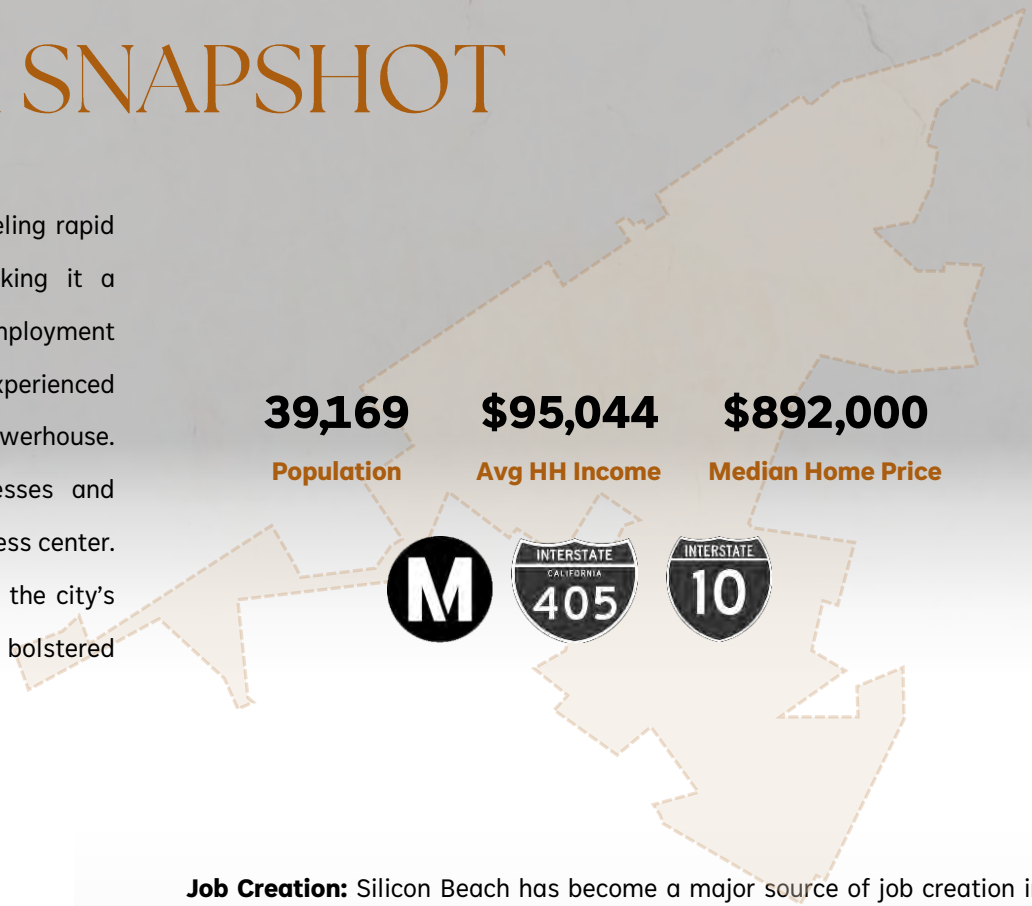 SNAPSHOT
eling rapid
king it a
nployment
xperienced
werhouse.
esses and
ess center.
the city’s
bolstered
39,169 $95,044 $892,000
Population Avg HH Income Median Home Price
M INTERSTATE CALIFORNIA 405 INTERSTATE 10
Job Creation: Silicon Beach has become a major source of job creation i